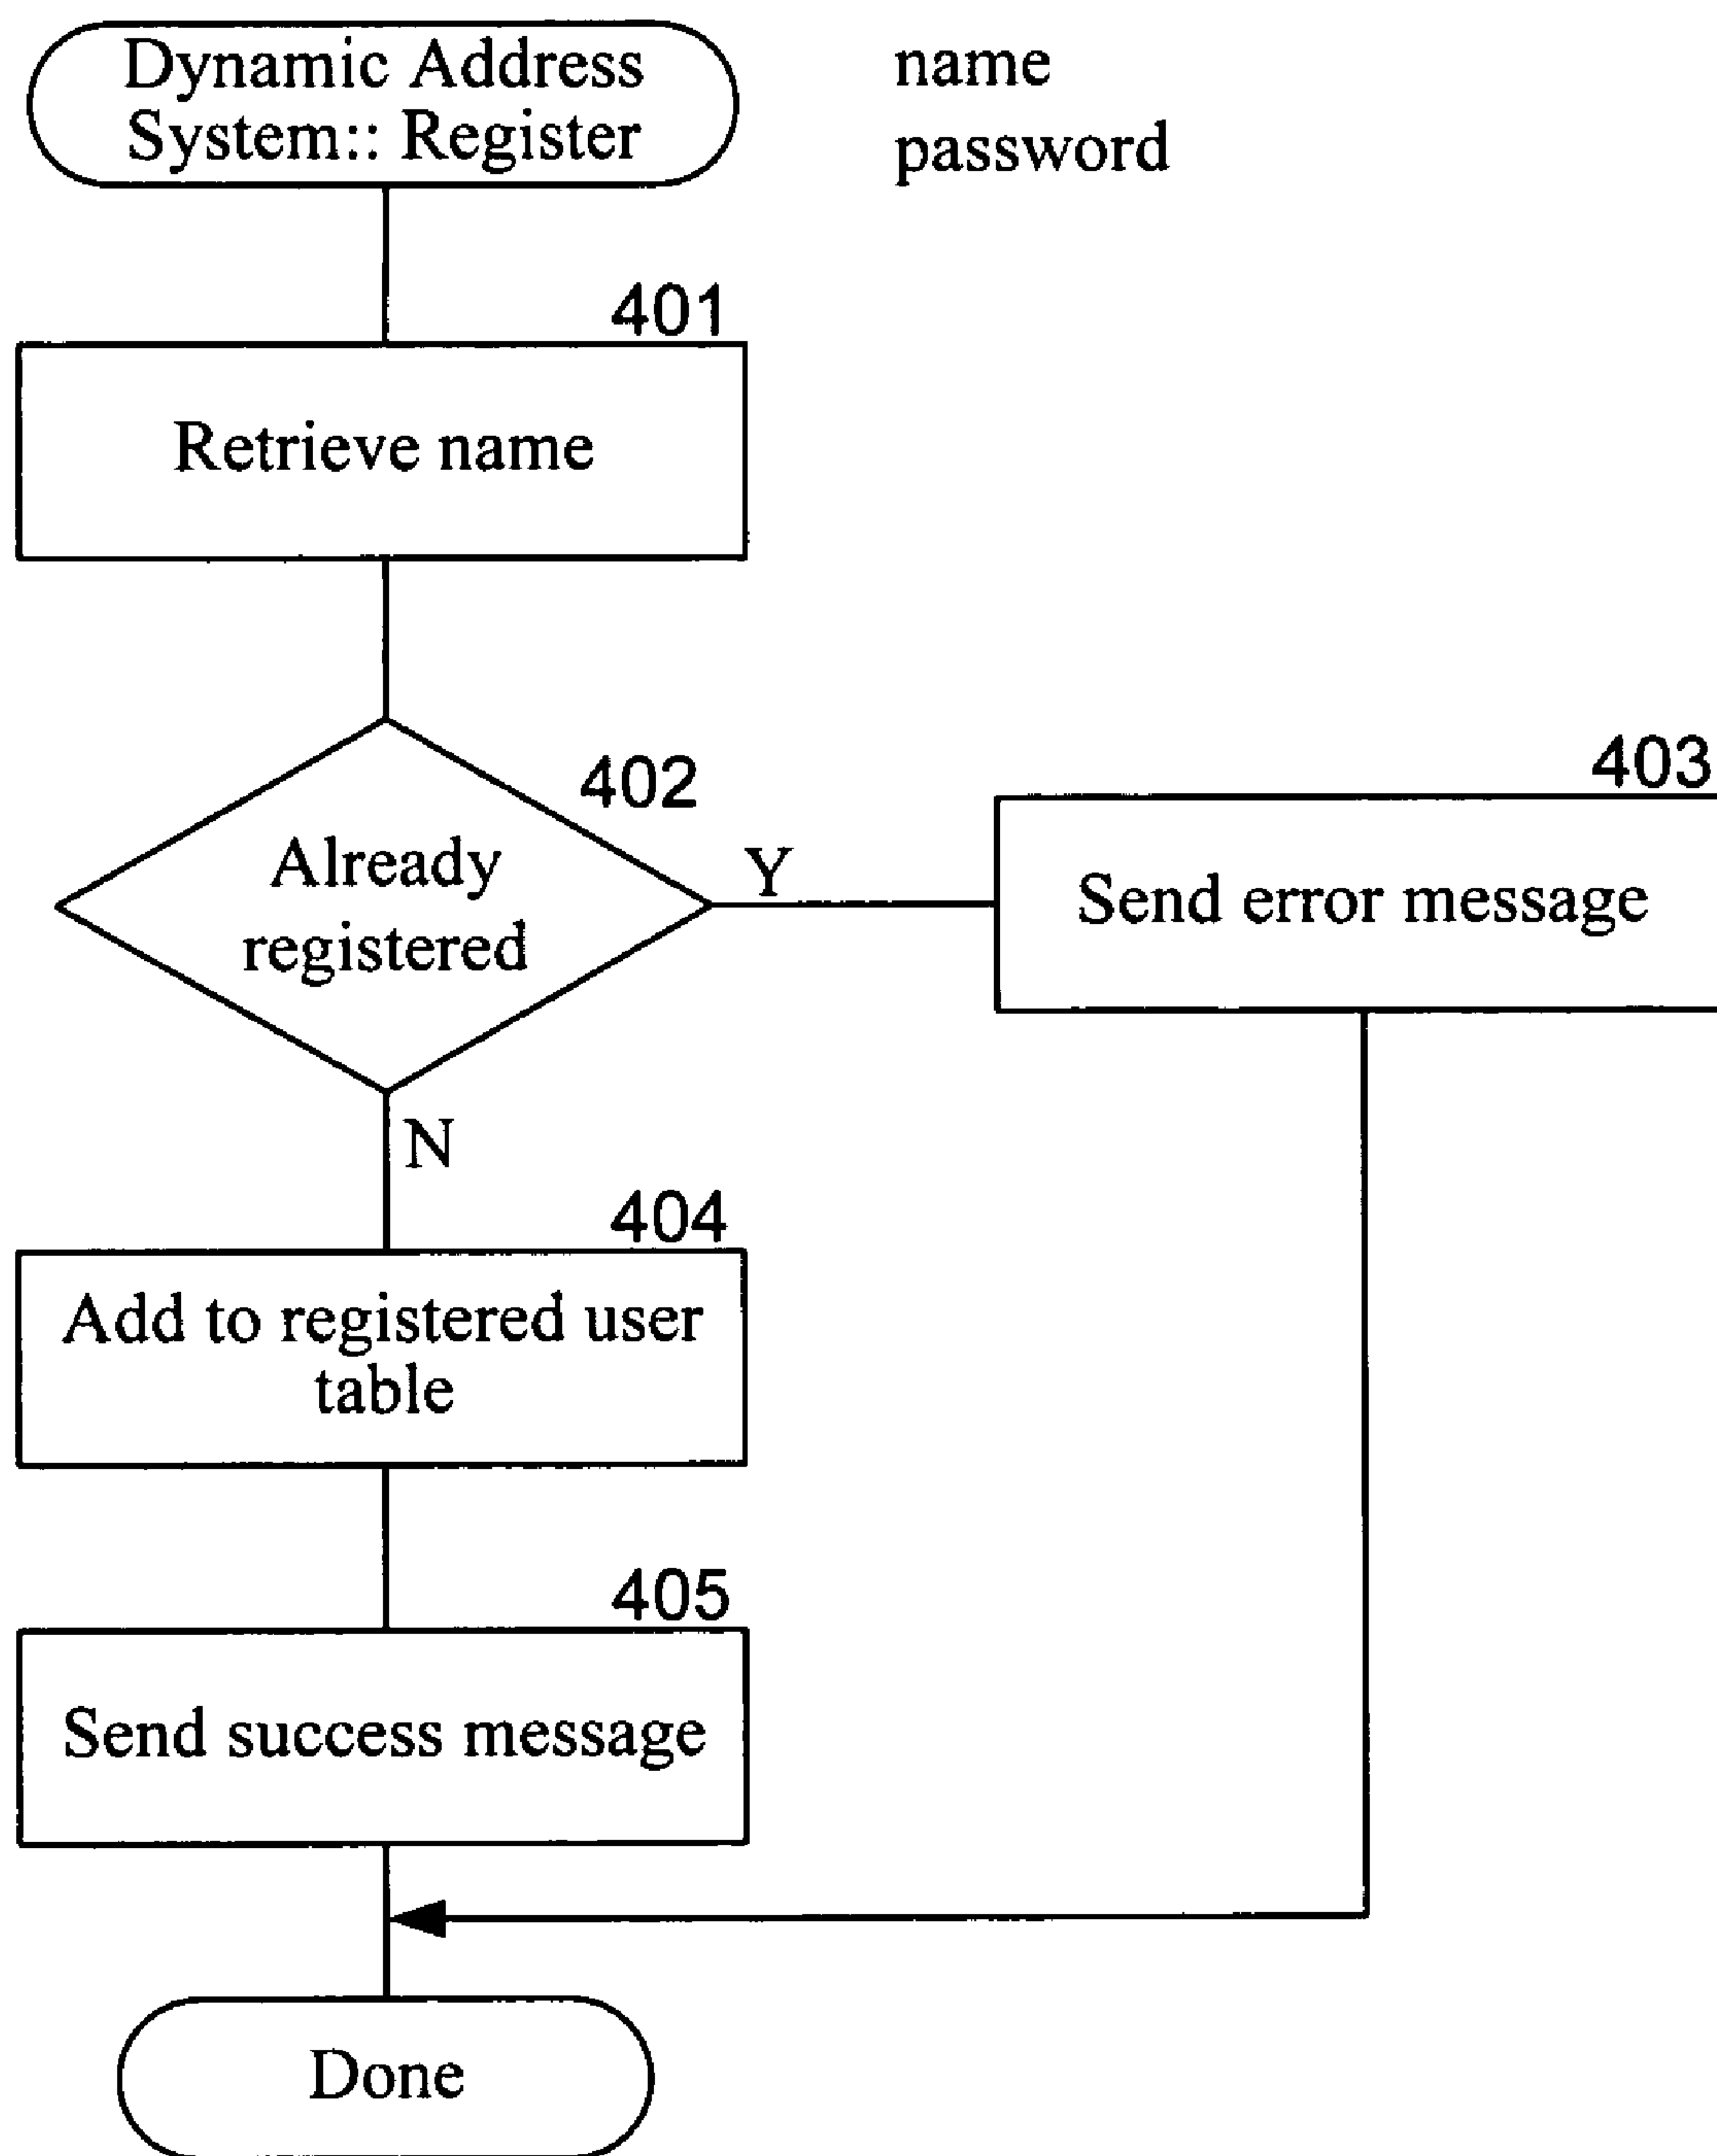 Dynamic Address
System:: Register
name
password
401
Retrieve name
402
Already
registered
Y
403
Send error message
N
404
Add to registered user
table
405
Send success message
Done